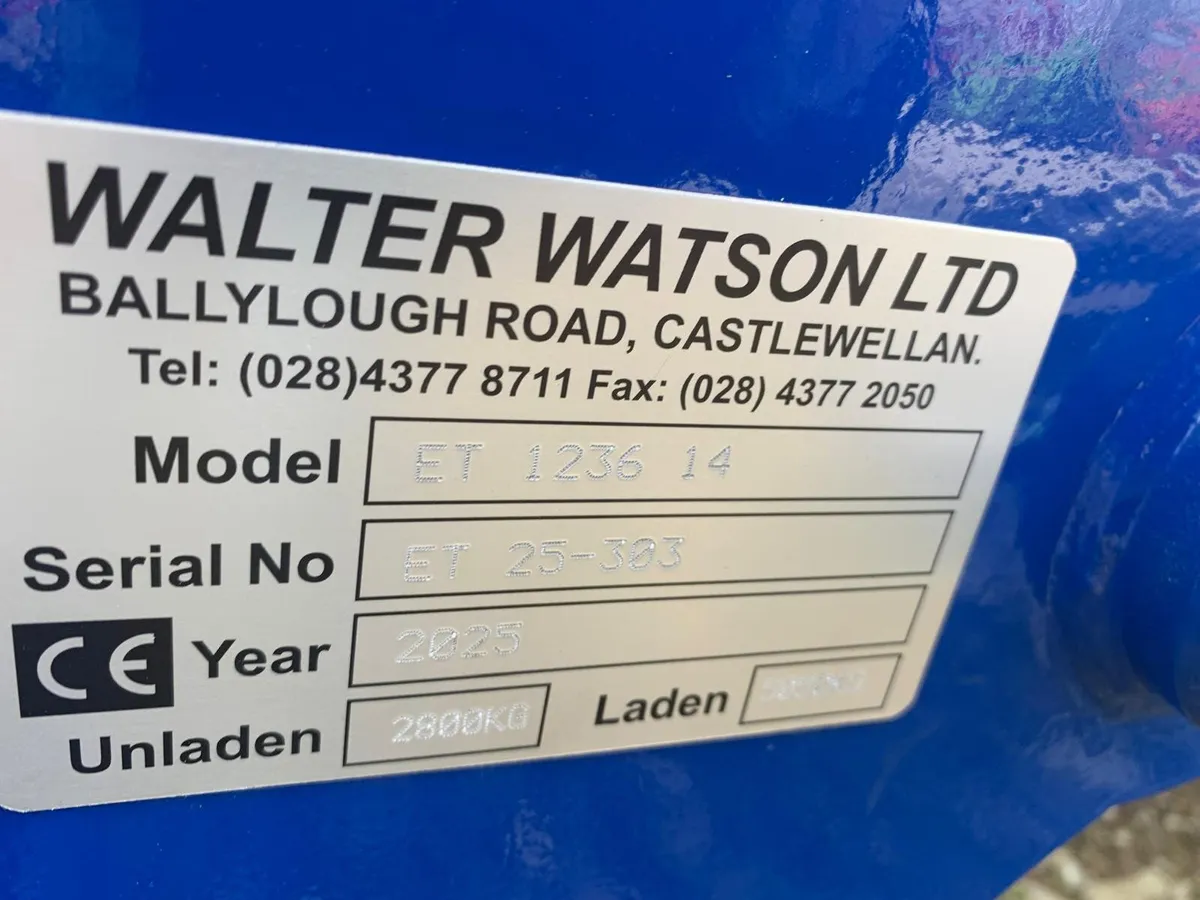 WALTER WATSON LTD
BALLYLOUGH ROAD, CASTLEWELLAN.
Tel: (028)4377 8711 Fax: (028) 4377 2050
Model ET 1236 14
Serial No ET 25-303
CE Year 2025
Unladen 2800KG Laden